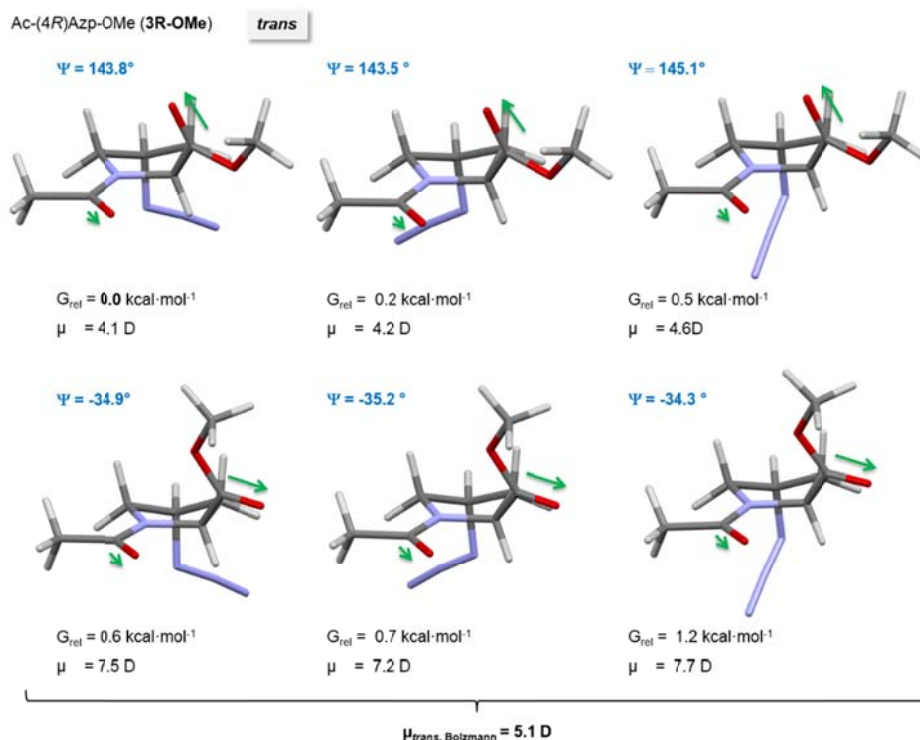 Ac-(4R)Azp-OMe (3R-OMe) trans
Ψ = 143.8° Ψ = 143.5 ° Ψ = 145.1°
G_rel = 0.0 kcal·mol⁻¹ G_rel = 0.2 kcal·mol⁻¹ G_rel = 0.5 kcal·mol⁻¹
μ = 4.1 D μ = 4.2 D μ = 4.6D
Ψ = -34.9° Ψ = -35.2 ° Ψ = -34.3 °
G_rel = 0.6 kcal·mol⁻¹ G_rel = 0.7 kcal·mol⁻¹ G_rel = 1.2 kcal·mol⁻¹
μ = 7.5 D μ = 7.2 D μ = 7.7 D
μ_trans, Bolzmann = 5.1 D